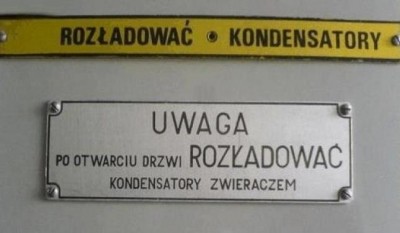 ROZŁADOWAĆ • KONDENSATORY
UWAGA
PO OTWARCIU DRZWI ROZŁADOWAĆ
KONDENSATORY ZWIERACZEM